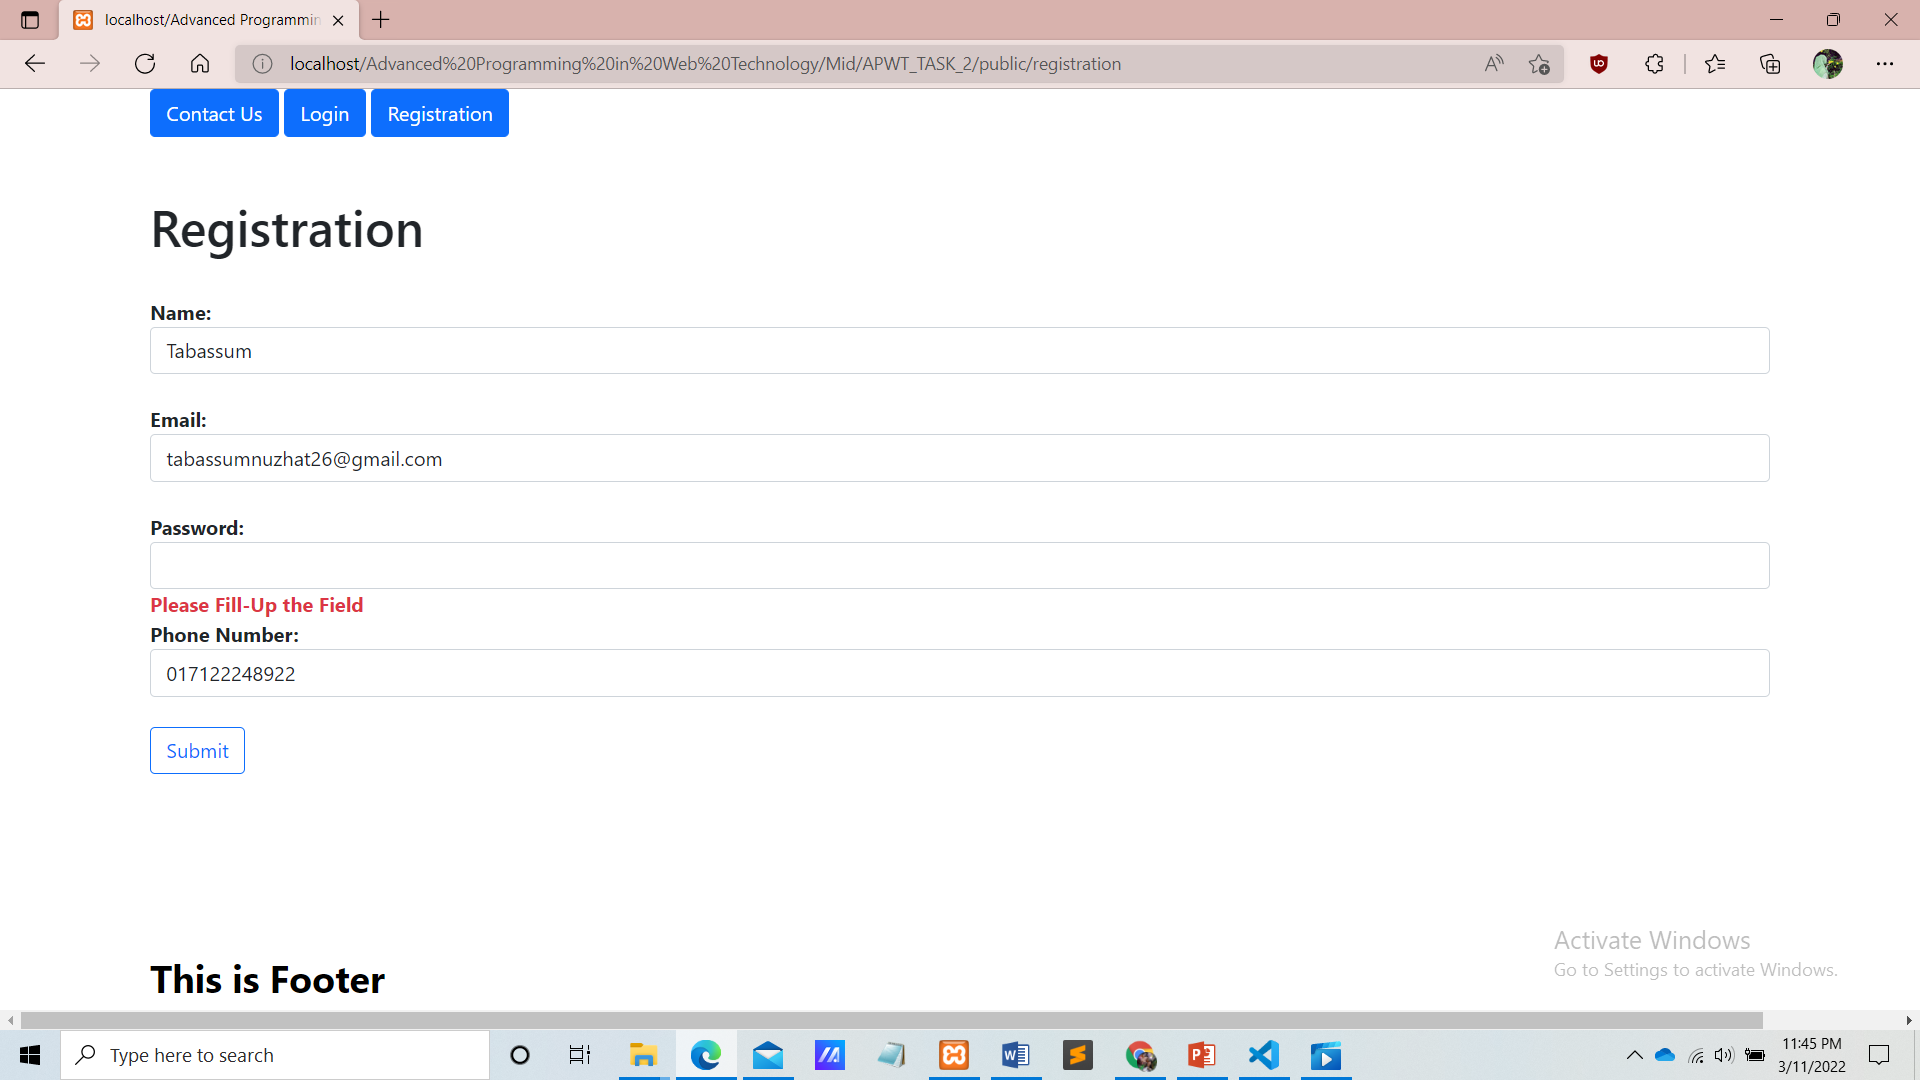 localhost/Advanced Programmin
localhost/Advanced%20Programming%20in%20Web%20Technology/Mid/APWT_TASK_2/public/registration
Contact Us Login Registration
Registration
Name:
Tabassum
Email:
tabassumnuzhat26@gmail.com
Password:
Please Fill-Up the Field
Phone Number:
017122248922
Submit
Activate Windows
Go to Settings to activate Windows.
This is Footer
Type here to search
11:45 PM
3/11/2022